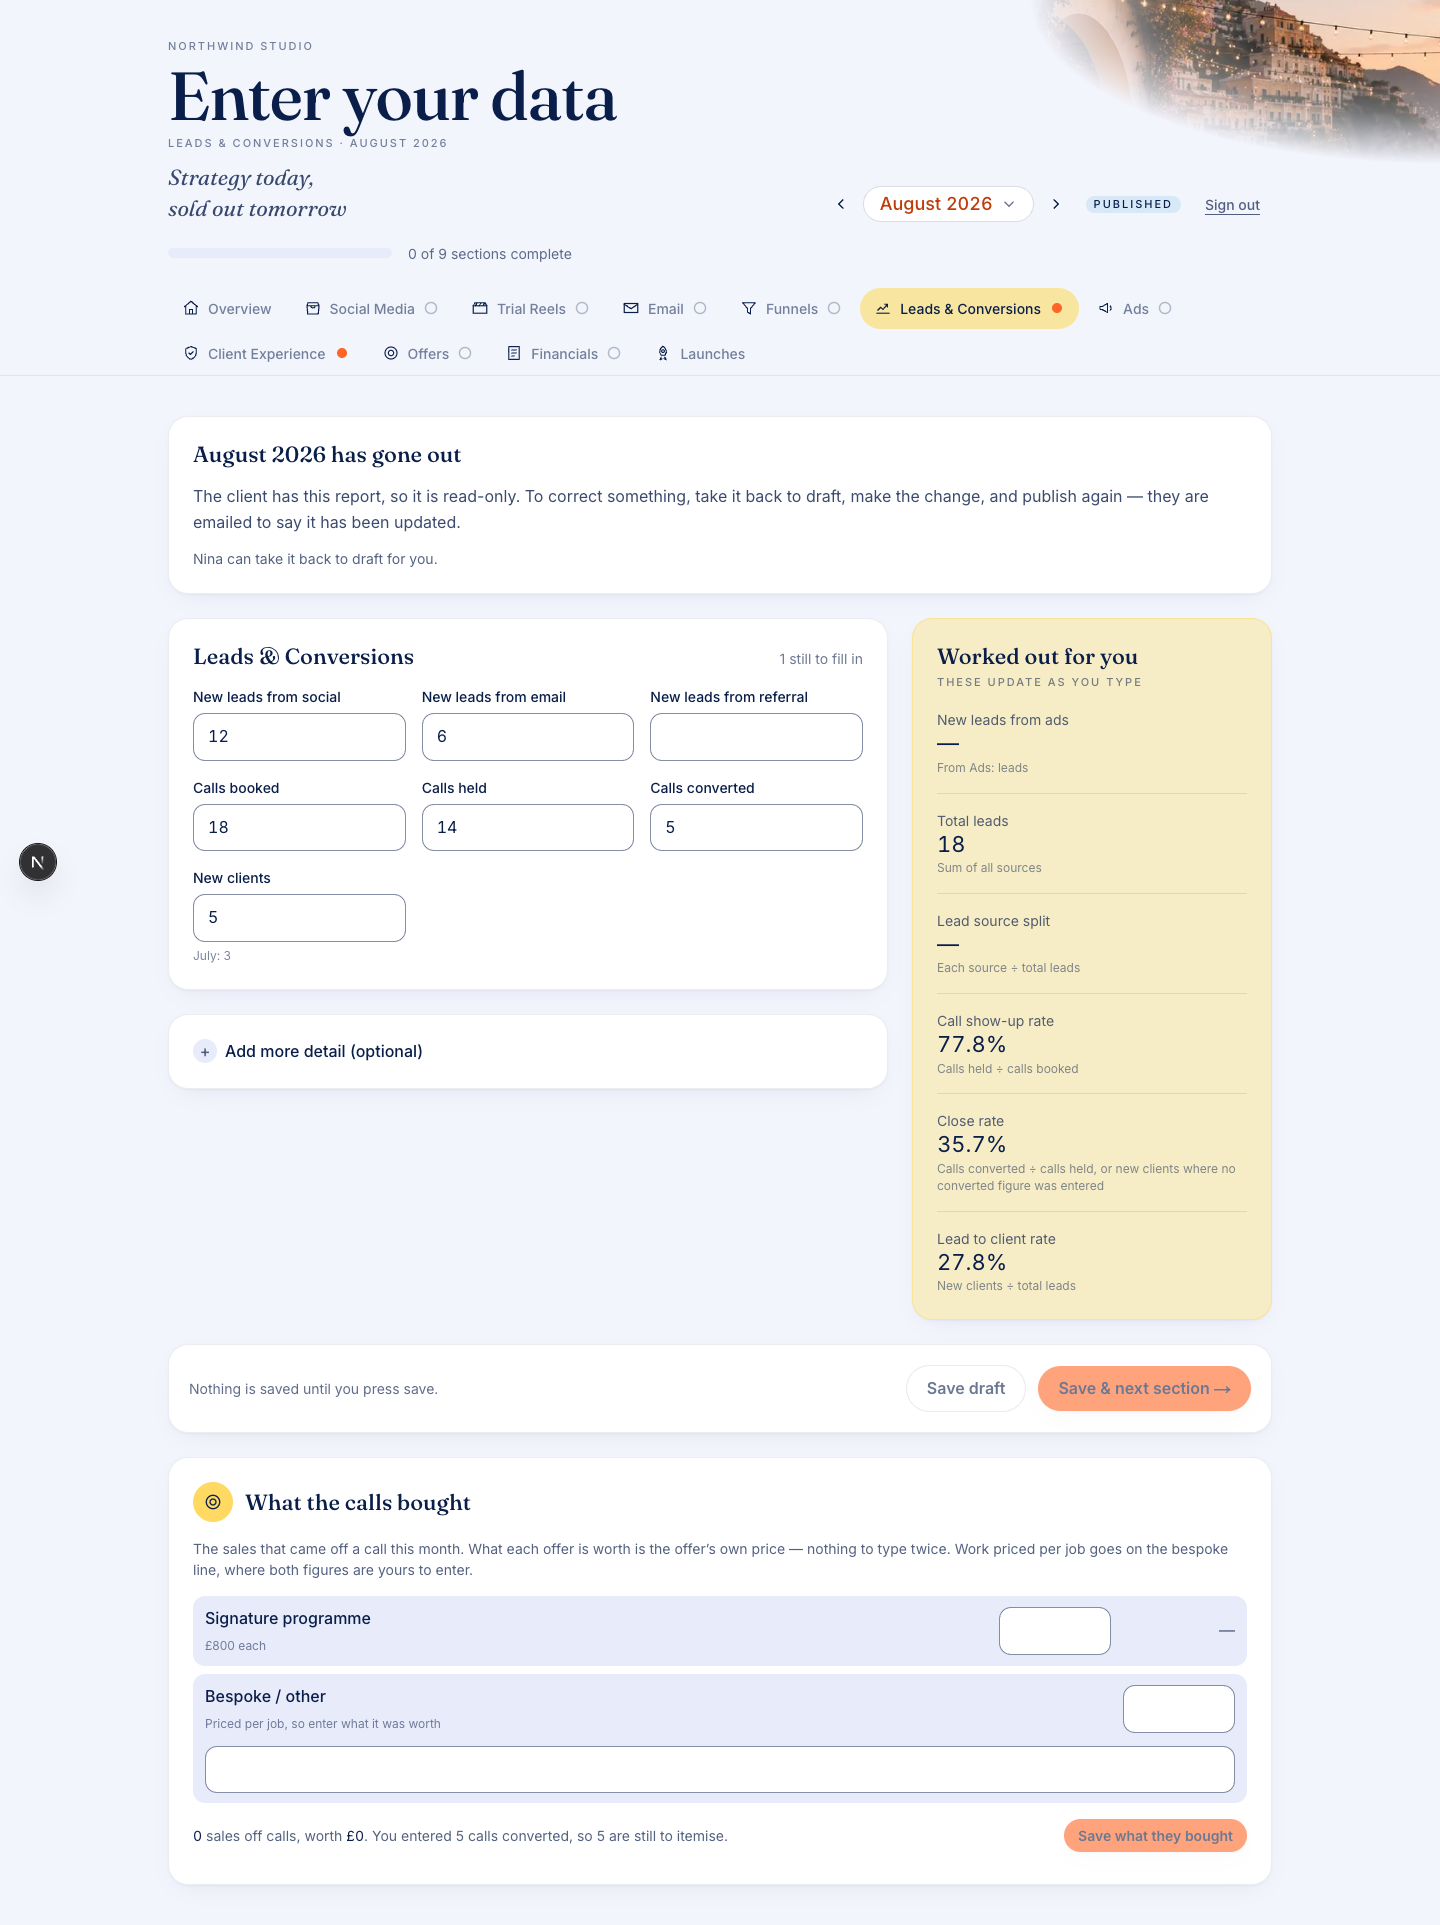 NORTHWIND STUDIO
Enter your data
LEADS & CONVERSIONS · AUGUST 2026
Strategy today,
sold out tomorrow
August 2026
PUBLISHED
Sign out
0 of 9 sections complete
Overview
Social Media
Trial Reels
Email
Funnels
Leads & Conversions
Ads
Client Experience
Offers
Financials
Launches
August 2026 has gone out
The client has this report, so it is read-only. To correct something, take it back to draft, make the change, and publish again — they are
emailed to say it has been updated.
Nina can take it back to draft for you.
Leads & Conversions
1 still to fill in
New leads from social
New leads from email
New leads from referral
12
6
Calls booked
Calls held
Calls converted
18
14
5
New clients
5
July: 3
Add more detail (optional)
Worked out for you
THESE UPDATE AS YOU TYPE
New leads from ads
—
From Ads: leads
Total leads
18
Sum of all sources
Lead source split
—
Each source ÷ total leads
Call show-up rate
77.8%
Calls held ÷ calls booked
Close rate
35.7%
Calls converted ÷ calls held, or new clients where no
converted figure was entered
Lead to client rate
27.8%
New clients ÷ total leads
N
Nothing is saved until you press save.
Save draft
Save & next section →
What the calls bought
The sales that came off a call this month. What each offer is worth is the offer’s own price — nothing to type twice. Work priced per job goes on the bespoke
line, where both figures are yours to enter.
Signature programme
£800 each
—
Bespoke / other
Priced per job, so enter what it was worth
0 sales off calls, worth £0. You entered 5 calls converted, so 5 are still to itemise.
Save what they bought